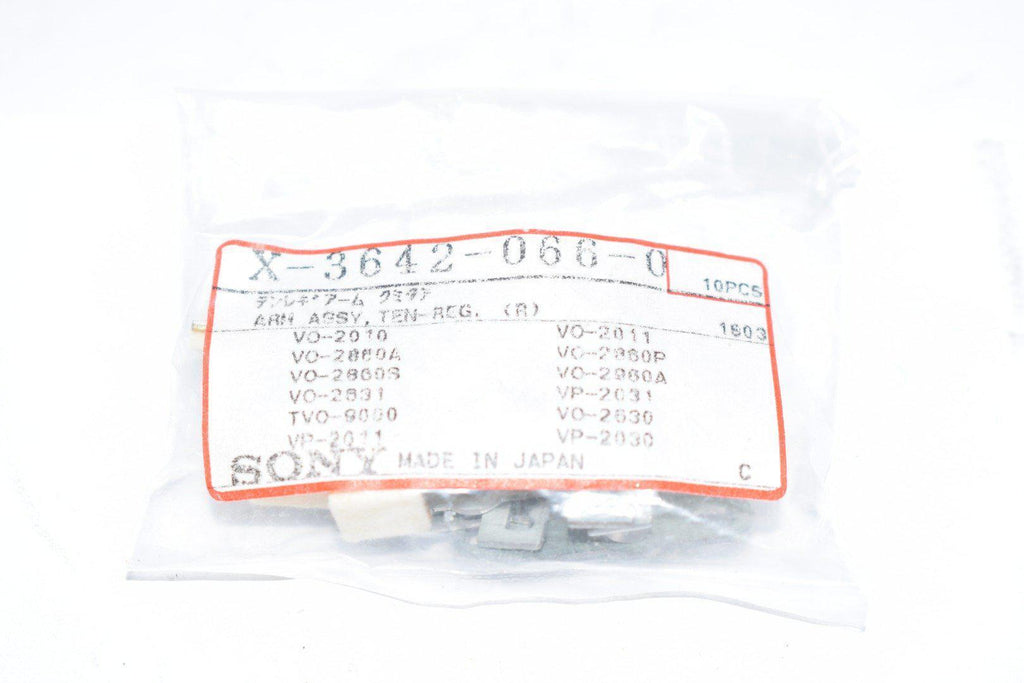 X-3642-066-0
10PCS
テンレギアーム クミタテ
ARM ASSY, TEN-REG. (R)
1603
VO-2010 VO-2011
VO-2860A VO-2860P
VO-2860S VO-2960A
VO-2631 VP-2031
TVO-9000 VO-2630
VP-2011 VP-2030
SONY MADE IN JAPAN C